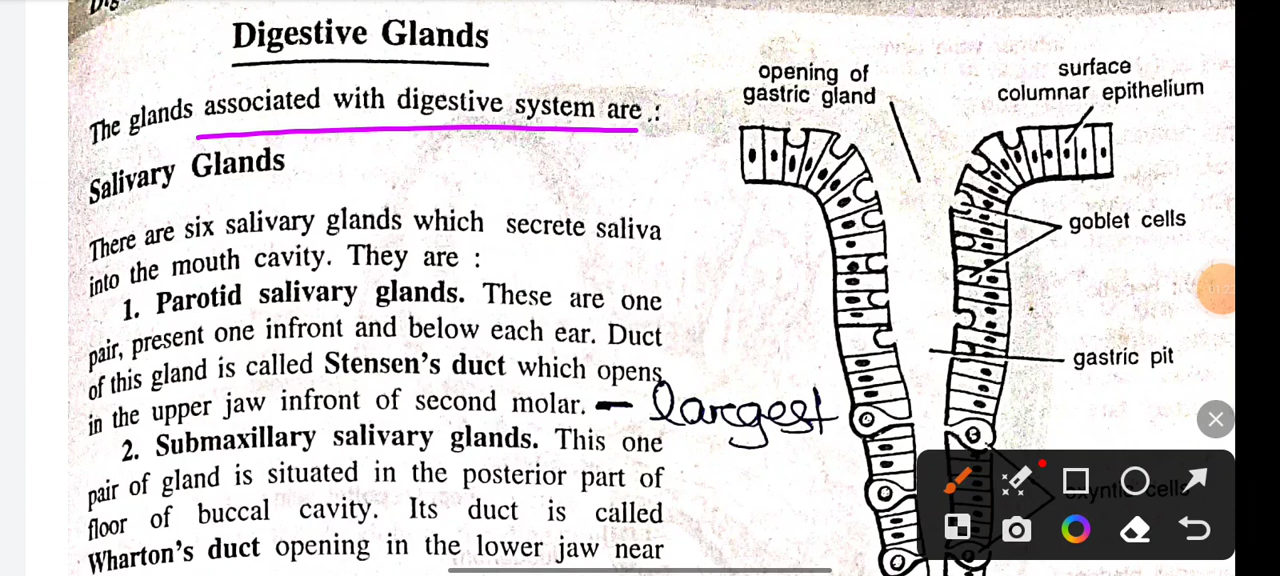 Digestive Glands
The glands associated with digestive system are :
Salivary Glands
There are six salivary glands which secrete saliva
into the mouth cavity. They are :
1. Parotid salivary glands. These are one
pair, present one infront and below each ear. Duct
of this gland is called Stensen's duct which opens
in the upper jaw infront of second molar. – largest
2. Submaxillary salivary glands. This one
pair of gland is situated in the posterior part of
floor of buccal cavity. Its duct is called
Wharton's duct opening in the lower jaw near
opening of
gastric gland
surface
columnar epithelium
goblet cells
gastric pit
cells